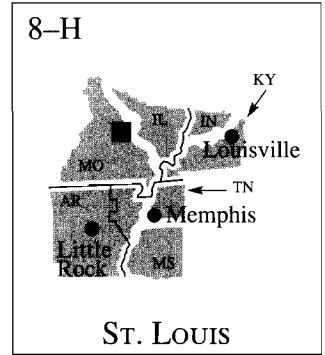 8–H
KY
IL
IN
Louisville
MO
TN
AR
Memphis
Little
Rock
MS
ST. LOUIS